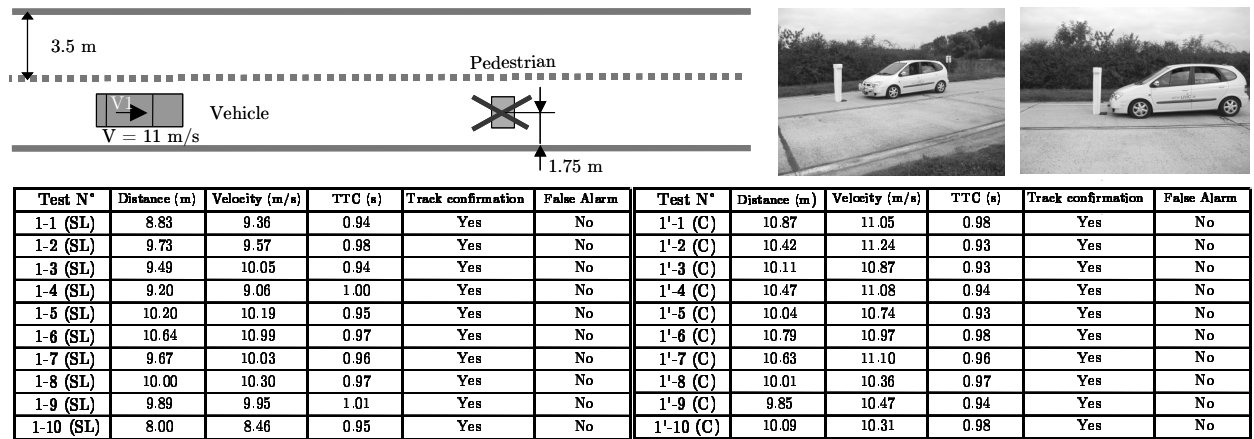 3.5 m
Pedestrian
V1
Vehicle
V = 11 m/s
1.75 m
Test N° Distance (m) Velocity (m/s) TTC (s) Track confirmation False Alarm Test N° Distance (m) Velocity (m/s) TTC (s) Track confirmation False Alarm
1-1 (SL) 8.83 9.36 0.94 Yes No 1'-1 (C) 10.87 11.05 0.98 Yes No
1-2 (SL) 9.73 9.57 0.98 Yes No 1'-2 (C) 10.42 11.24 0.93 Yes No
1-3 (SL) 9.49 10.05 0.94 Yes No 1'-3 (C) 10.11 10.87 0.93 Yes No
1-4 (SL) 9.20 9.06 1.00 Yes No 1'-4 (C) 10.47 11.08 0.94 Yes No
1-5 (SL) 10.20 10.19 0.95 Yes No 1'-5 (C) 10.04 10.74 0.93 Yes No
1-6 (SL) 10.64 10.99 0.97 Yes No 1'-6 (C) 10.79 10.97 0.98 Yes No
1-7 (SL) 9.67 10.03 0.96 Yes No 1'-7 (C) 10.63 11.10 0.96 Yes No
1-8 (SL) 10.00 10.30 0.97 Yes No 1'-8 (C) 10.01 10.36 0.97 Yes No
1-9 (SL) 9.89 9.95 1.01 Yes No 1'-9 (C) 9.85 10.47 0.94 Yes No
1-10 (SL) 8.00 8.46 0.95 Yes No 1'-10 (C) 10.09 10.31 0.98 Yes No